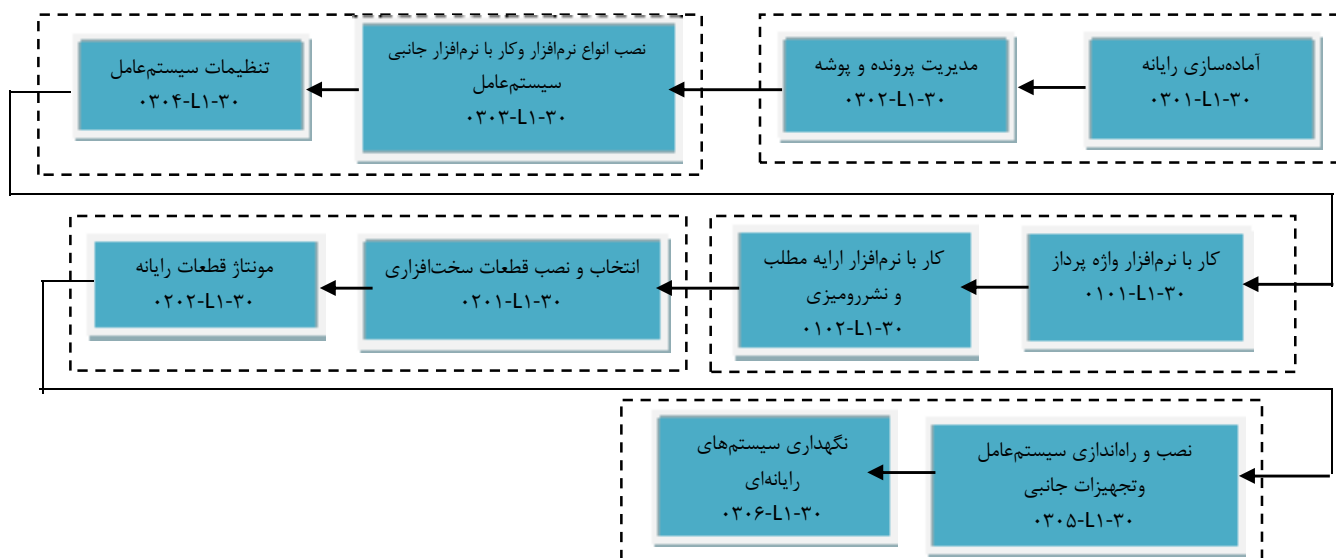 آماده‌سازی رایانه
۰۳۰۱-L۱-۳۰
مدیریت پرونده و پوشه
۰۳۰۲-L۱-۳۰
نصب انواع نرم‌افزار وکار با نرم‌افزار جانبی
سیستم‌عامل
۰۳۰۳-L۱-۳۰
تنظیمات سیستم‌عامل
۰۳۰۴-L۱-۳۰
کار با نرم‌افزار واژه پرداز
۰۱۰۱-L۱-۳۰
کار با نرم‌افزار ارایه مطلب
و نشررومیزی
۰۱۰۲-L۱-۳۰
انتخاب و نصب قطعات سخت‌افزاری
۰۲۰۱-L۱-۳۰
مونتاژ قطعات رایانه
۰۲۰۲-L۱-۳۰
نصب و راه‌اندازی سیستم‌عامل
وتجهیزات جانبی
۰۳۰۵-L۱-۳۰
نگهداری سیستم‌های
رایانه‌ای
۰۳۰۶-L۱-۳۰